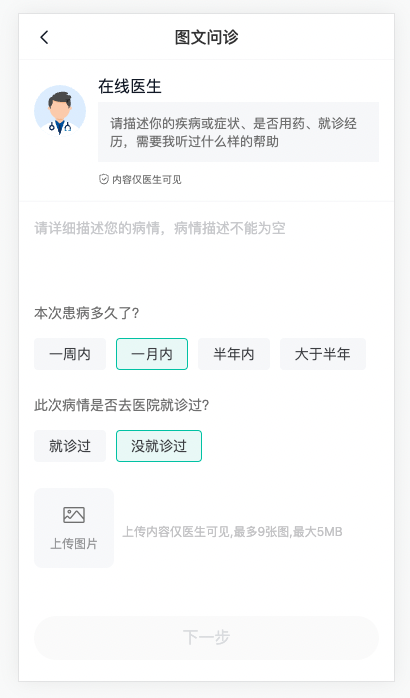 图文问诊
在线医生
请描述你的疾病或症状、是否用药、就诊经
历，需要我听过什么样的帮助
内容仅医生可见
请详细描述您的病情，病情描述不能为空
本次患病多久了?
一周内 一月内 半年内 大于半年
此次病情是否去医院就诊过?
就诊过 没就诊过
上传图片
上传内容仅医生可见,最多9张图,最大5MB
下一步